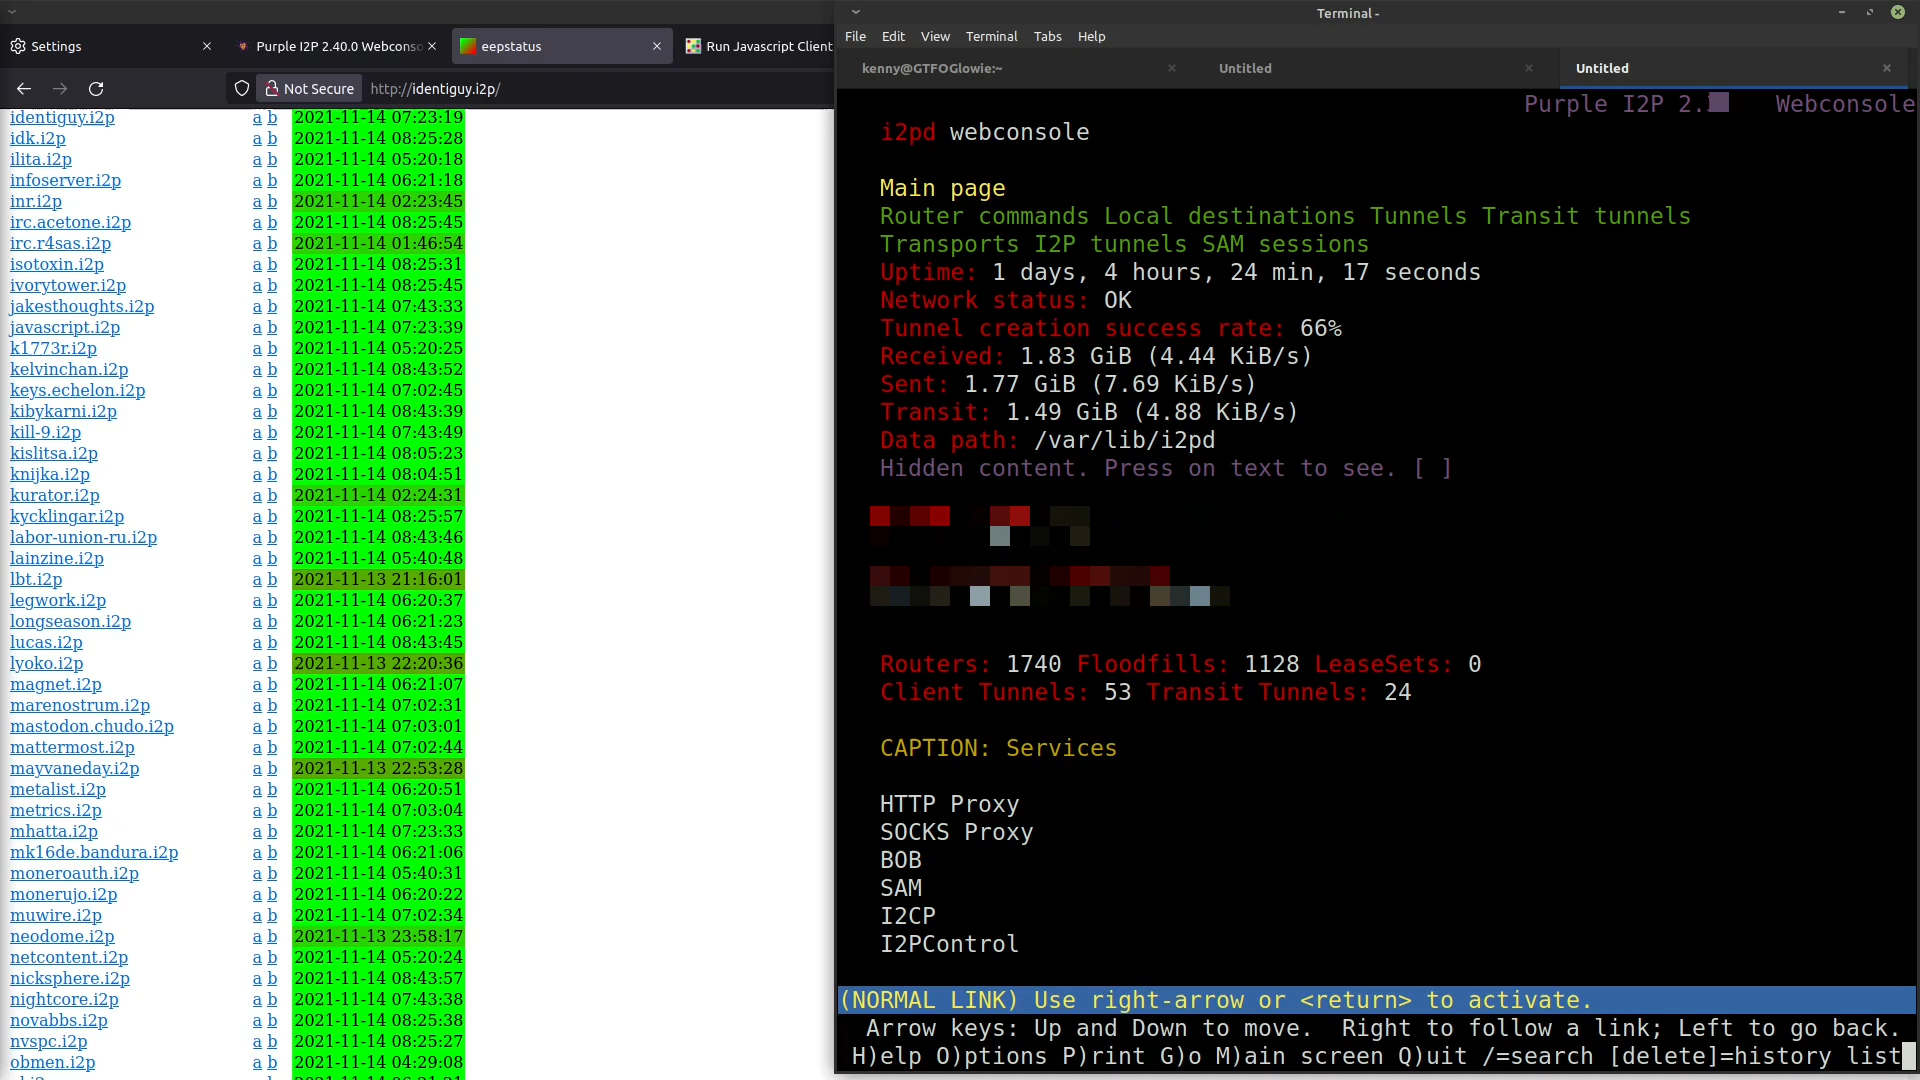 Settings
Purple I2P 2.40.0 Webconso
eepstatus
Run Javascript Client
Not Secure
http://identiguy.i2p/
identiguy.i2p a b 2021-11-14 07:23:19
idk.i2p a b 2021-11-14 08:25:28
ilita.i2p a b 2021-11-14 05:20:18
infoserver.i2p a b 2021-11-14 06:21:18
inr.i2p a b 2021-11-14 02:23:45
irc.acetone.i2p a b 2021-11-14 08:25:45
irc.r4sas.i2p a b 2021-11-14 01:46:54
isotoxin.i2p a b 2021-11-14 08:25:31
ivorytower.i2p a b 2021-11-14 08:25:45
jakesthoughts.i2p a b 2021-11-14 07:43:33
javascript.i2p a b 2021-11-14 07:23:39
k1773r.i2p a b 2021-11-14 05:20:25
kelvinchan.i2p a b 2021-11-14 08:43:52
keys.echelon.i2p a b 2021-11-14 07:02:45
kibykarni.i2p a b 2021-11-14 08:43:39
kill-9.i2p a b 2021-11-14 07:43:49
kislitsa.i2p a b 2021-11-14 08:05:23
knijka.i2p a b 2021-11-14 08:04:51
kurator.i2p a b 2021-11-14 02:24:31
kycklingar.i2p a b 2021-11-14 08:25:57
labor-union-ru.i2p a b 2021-11-14 08:43:46
lainzine.i2p a b 2021-11-14 05:40:48
lbt.i2p a b 2021-11-13 21:16:01
legwork.i2p a b 2021-11-14 06:20:37
longseason.i2p a b 2021-11-14 06:21:23
lucas.i2p a b 2021-11-14 08:43:45
lyoko.i2p a b 2021-11-13 22:20:36
magnet.i2p a b 2021-11-14 06:21:07
marenostrum.i2p a b 2021-11-14 07:02:31
mastodon.chudo.i2p a b 2021-11-14 07:03:01
mattermost.i2p a b 2021-11-14 07:02:44
mayvaneday.i2p a b 2021-11-13 22:53:28
metalist.i2p a b 2021-11-14 06:20:51
metrics.i2p a b 2021-11-14 07:03:04
mhatta.i2p a b 2021-11-14 07:23:33
mk16de.bandura.i2p a b 2021-11-14 06:21:06
moneroauth.i2p a b 2021-11-14 05:40:31
monerujo.i2p a b 2021-11-14 06:20:22
muwire.i2p a b 2021-11-14 07:02:34
neodome.i2p a b 2021-11-13 23:58:17
netcontent.i2p a b 2021-11-14 05:20:24
nicksphere.i2p a b 2021-11-14 08:43:57
nightcore.i2p a b 2021-11-14 07:43:38
novabbs.i2p a b 2021-11-14 08:25:38
nvspc.i2p a b 2021-11-14 08:25:27
obmen.i2p a b 2021-11-14 04:29:08
Terminal -
File Edit View Terminal Tabs Help
kenny@GTFOGlowie:~
Untitled
Untitled
Purple I2P 2. Webconsole
i2pd webconsole
Main page
Router commands Local destinations Tunnels Transit tunnels
Transports I2P tunnels SAM sessions
Uptime: 1 days, 4 hours, 24 min, 17 seconds
Network status: OK
Tunnel creation success rate: 66%
Received: 1.83 GiB (4.44 KiB/s)
Sent: 1.77 GiB (7.69 KiB/s)
Transit: 1.49 GiB (4.88 KiB/s)
Data path: /var/lib/i2pd
Hidden content. Press on text to see. [ ]
Routers: 1740 Floodfills: 1128 LeaseSets: 0
Client Tunnels: 53 Transit Tunnels: 24
CAPTION: Services
HTTP Proxy
SOCKS Proxy
BOB
SAM
I2CP
I2PControl
(NORMAL LINK) Use right-arrow or <return> to activate.
Arrow keys: Up and Down to move. Right to follow a link; Left to go back.
H)elp O)ptions P)rint G)o M)ain screen Q)uit /=search [delete]=history list